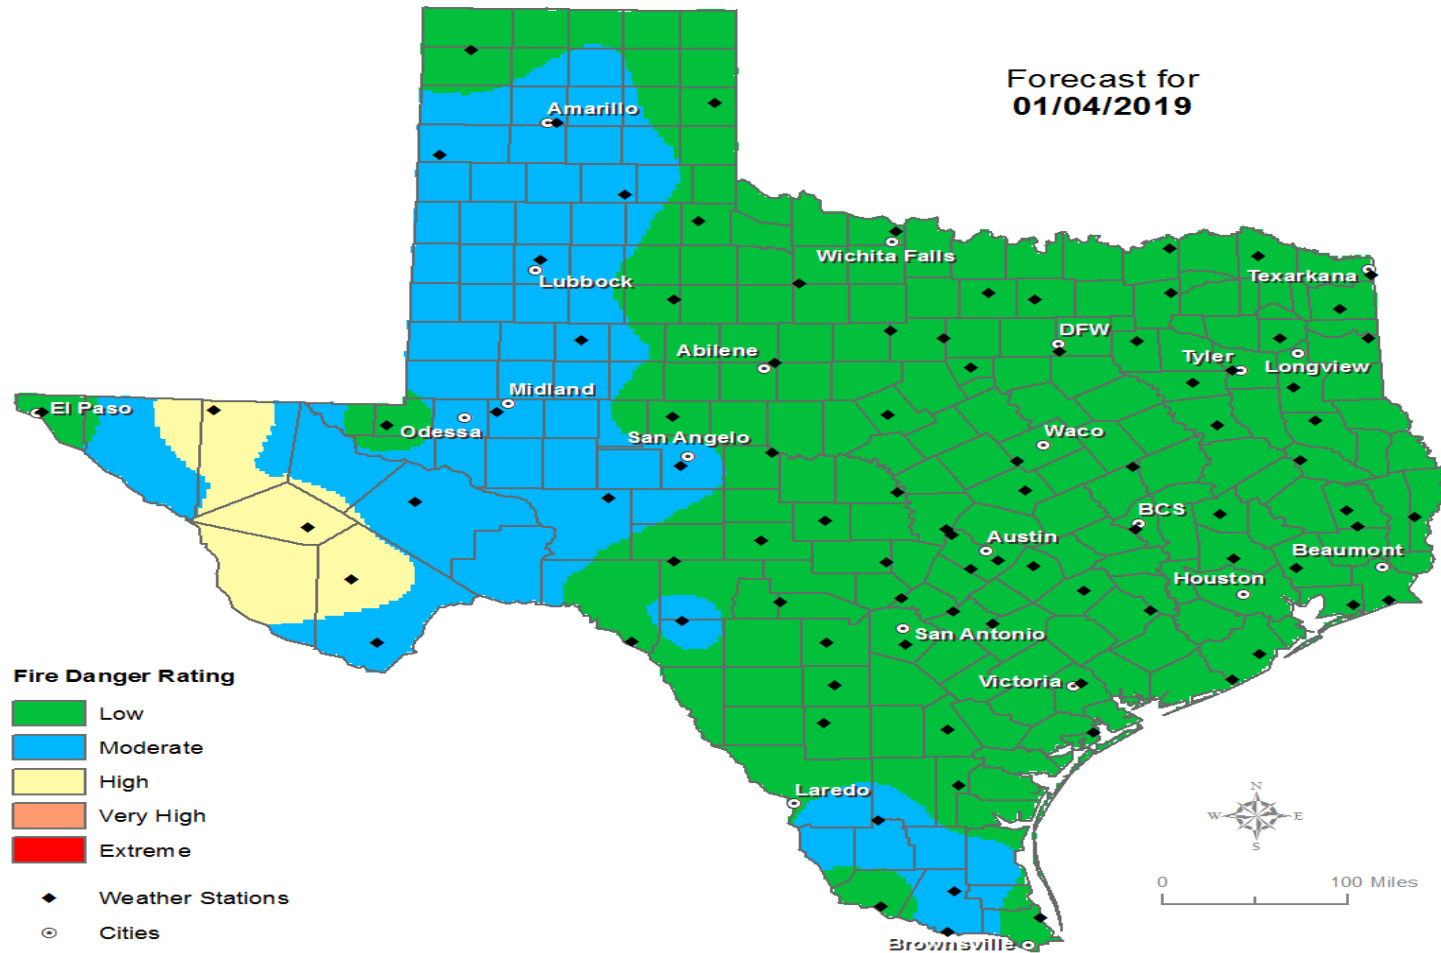 Forecast for
01/04/2019
Amarillo
Wichita Falls
Texarkana
Lubbock
DFW
Abilene
Tyler
Longview
Midland
El Paso
Odessa
San Angelo
Waco
BCS
Austin
Beaumont
Houston
San Antonio
Victoria
Laredo
Brownsville
Fire Danger Rating
Low
Moderate
High
Very High
Extreme
Weather Stations
Cities
N
W E
S
0 100 Miles